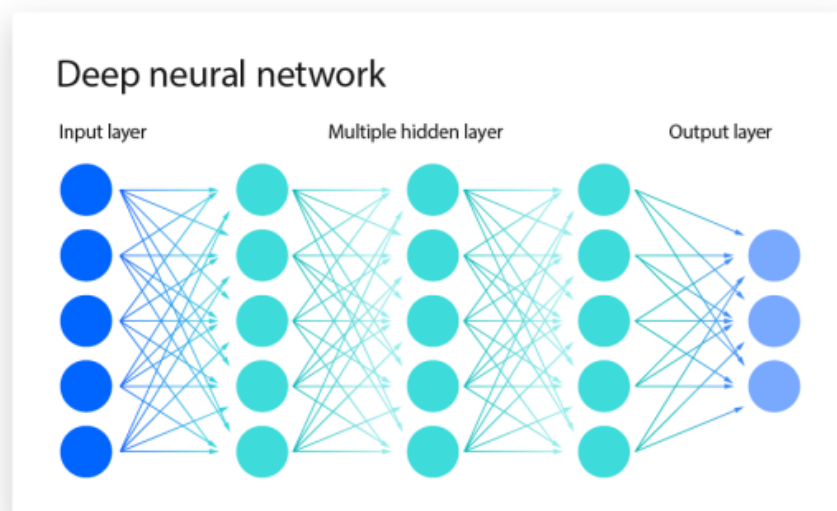 Deep neural network
Input layer
Multiple hidden layer
Output layer